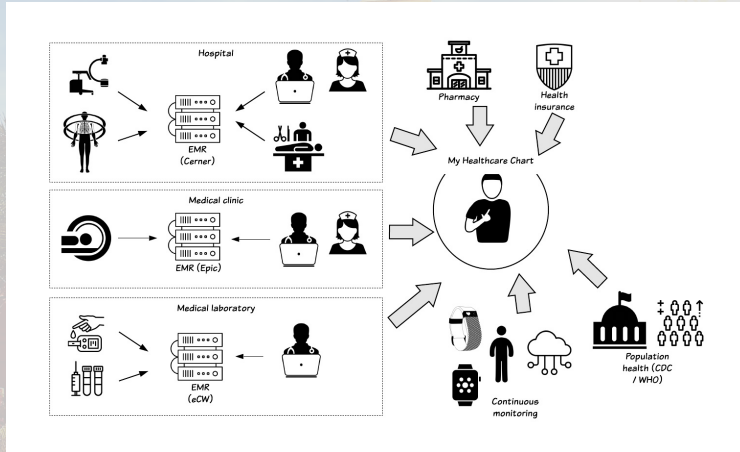 Hospital
EMR
(Cerner)
Medical clinic
EMR (Epic)
Medical laboratory
EMR
(eCW)
Pharmacy
Health
insurance
My Healthcare Chart
Continuous
monitoring
Population
health (CDC
/ WHO)